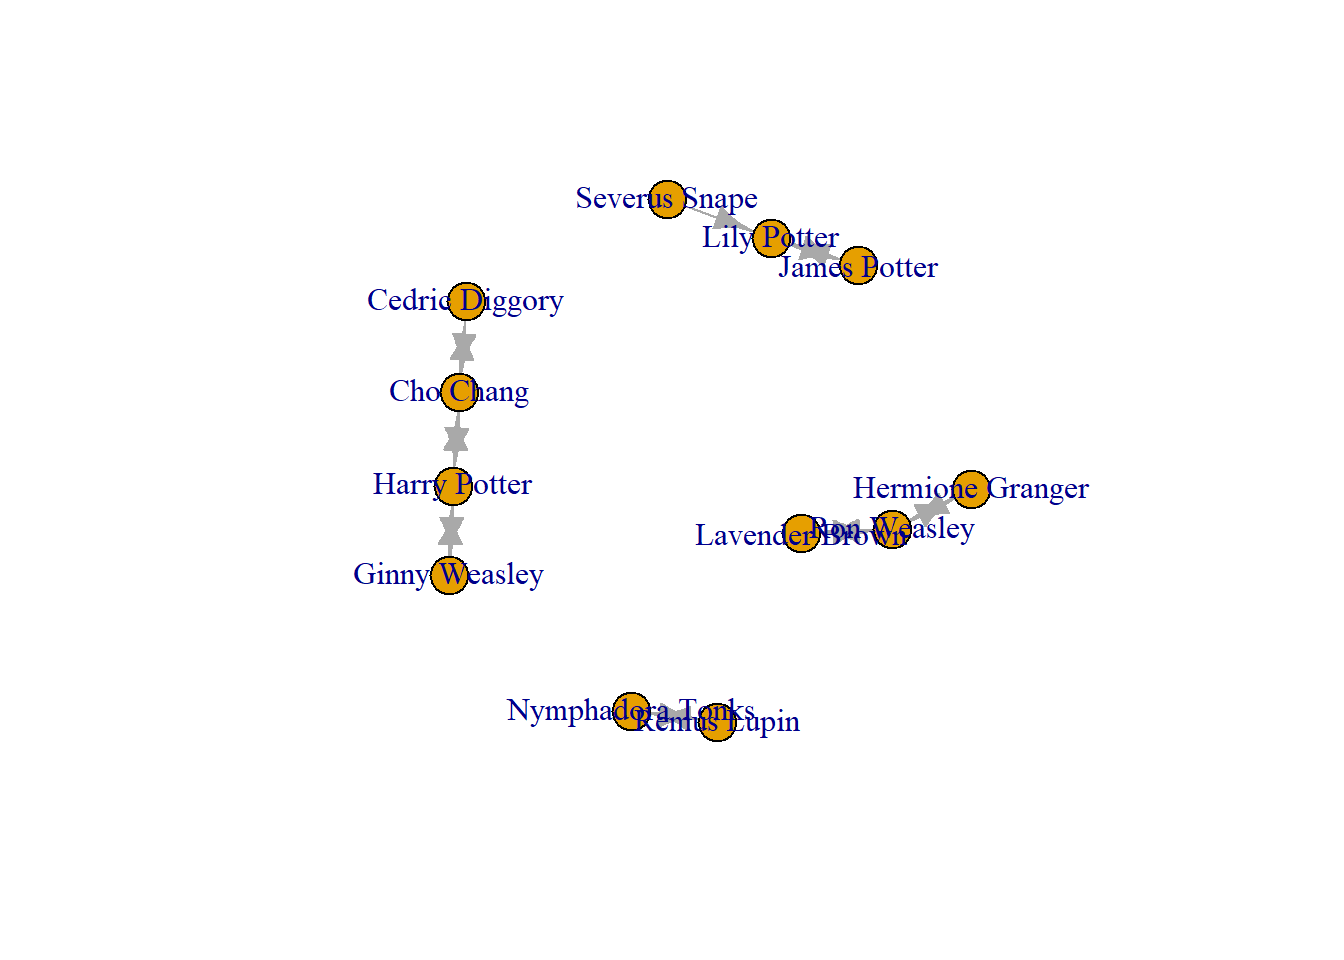 Severus Snape
Lily Potter
James Potter
Cedric Diggory
Cho Chang
Harry Potter
Hermione Granger
Ron Weasley
Lavender Brown
Ginny Weasley
Nymphadora Tonks
Remus Lupin